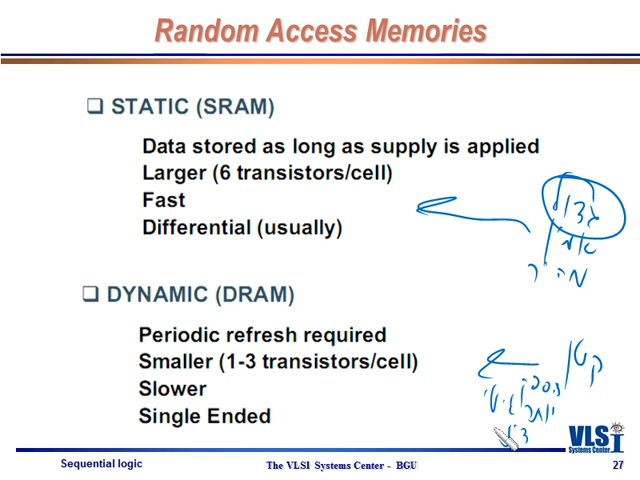 Random Access Memories
❑ STATIC (SRAM)
Data stored as long as supply is applied
Larger (6 transistors/cell)
Fast
Differential (usually)
גדול
❑ DYNAMIC (DRAM)
Periodic refresh required
Smaller (1-3 transistors/cell)
Slower
Single Ended
קטן
VLSI
Systems Center
Sequential logic
The VLSI Systems Center - BGU
27